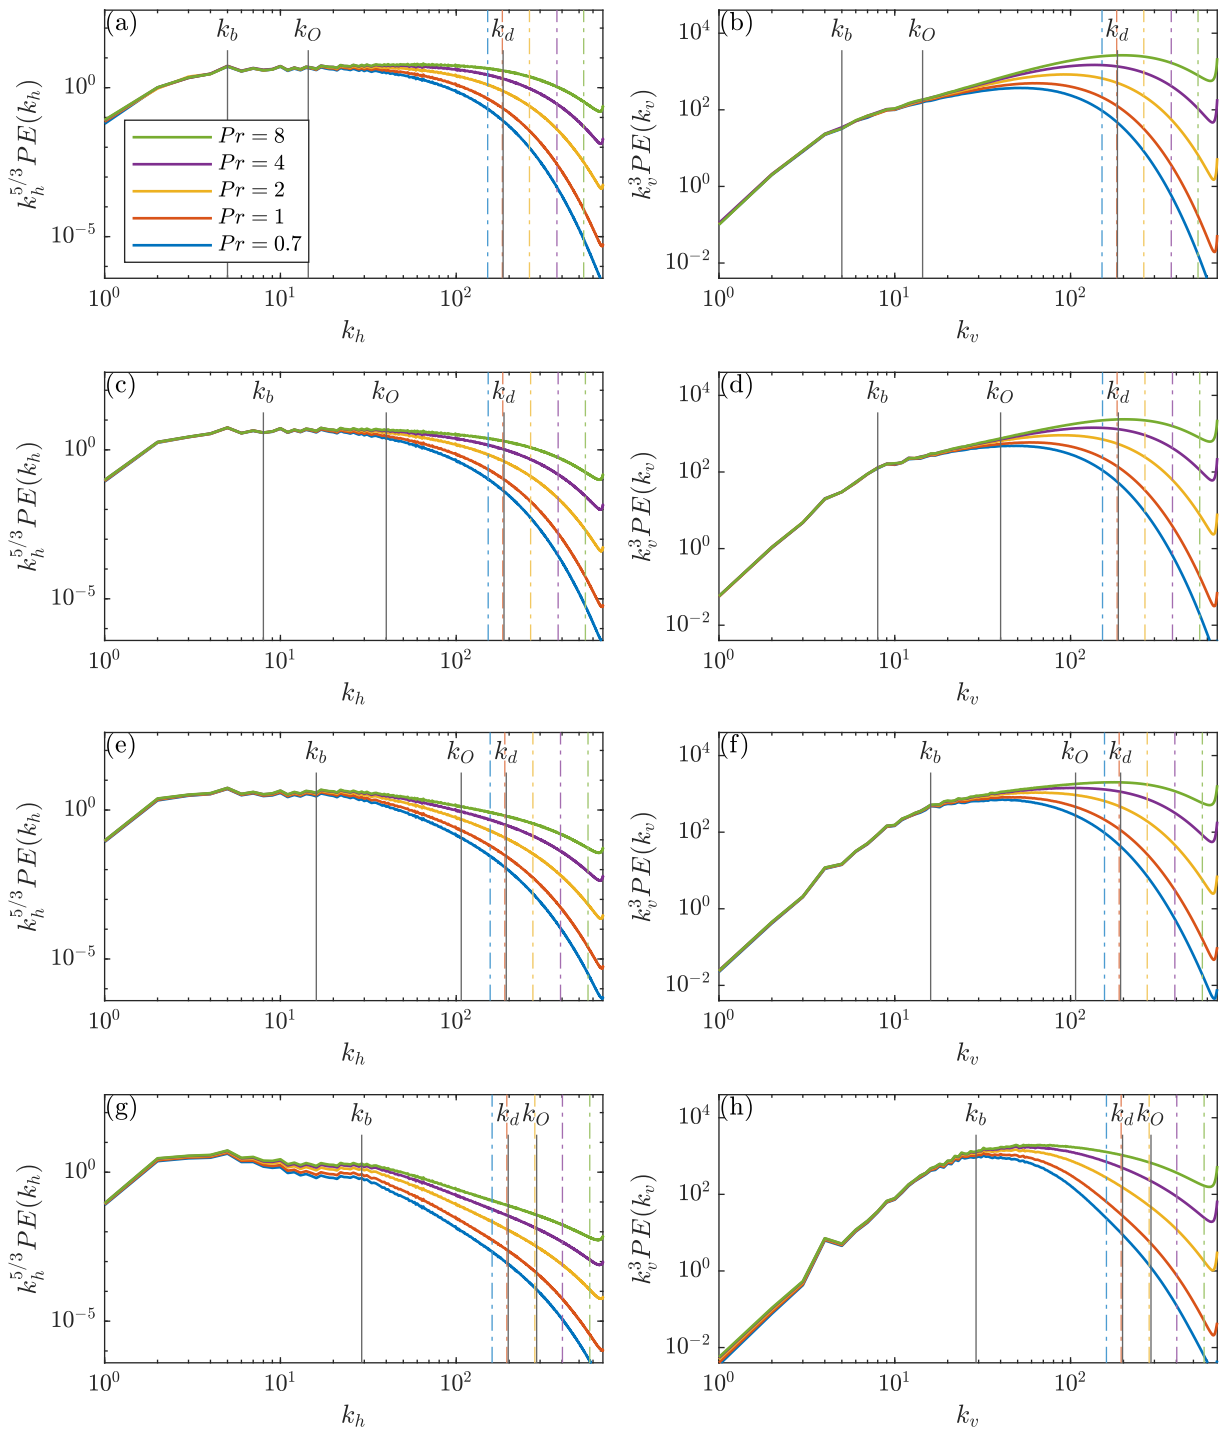 (a) k_b k_O k_d
10^0
10^{-5}
k_h^{5/3}PE(k_h)
Pr = 8
Pr = 4
Pr = 2
Pr = 1
Pr = 0.7
10^0 10^1 10^2
k_h
(b) k_b k_O k_d
10^4
10^2
10^0
10^{-2}
k_v^3PE(k_v)
10^0 10^1 10^2
k_v
(c) k_b k_O k_d
10^0
10^{-5}
k_h^{5/3}PE(k_h)
10^0 10^1 10^2
k_h
(d) k_b k_O k_d
10^4
10^2
10^0
10^{-2}
k_v^3PE(k_v)
10^0 10^1 10^2
k_v
(e) k_b k_O k_d
10^0
10^{-5}
k_h^{5/3}PE(k_h)
10^0 10^1 10^2
k_h
(f) k_b k_O k_d
10^4
10^2
10^0
10^{-2}
k_v^3PE(k_v)
10^0 10^1 10^2
k_v
(g) k_b k_d k_O
10^0
10^{-5}
k_h^{5/3}PE(k_h)
10^0 10^1 10^2
k_h
(h) k_b k_d k_O
10^4
10^2
10^0
10^{-2}
k_v^3PE(k_v)
10^0 10^1 10^2
k_v